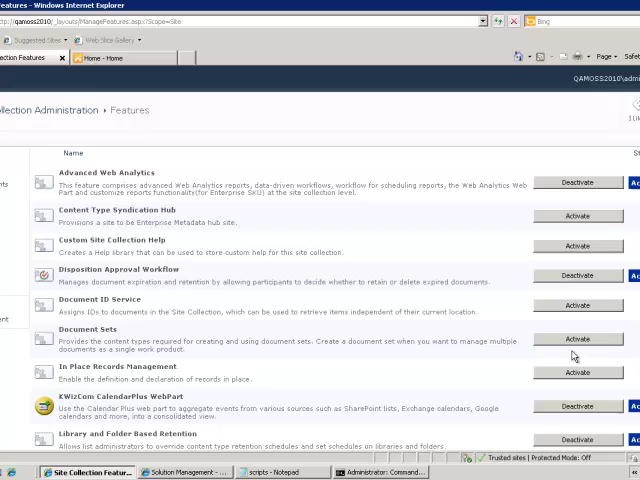 Features - Windows Internet Explorer
ttp://qamoss2010/_layouts/ManageFeatures.aspx?Scope=Site
Bing
Suggested Sites
Web Slice Gallery
ollection Features
Home - Home
Page
Safet
QAMOSS2010\admi
ollection Administration
Features
I Li
Name
St
Advanced Web Analytics
This feature comprises advanced Web Analytics reports, data-driven workflows, workflow for scheduling reports, the Web Analytics Web
Part and customize reports functionality(for Enterprise SKU) at the site collection level.
Deactivate
Ac
nts
Content Type Syndication Hub
Provisions a site to be Enterprise Metadata hub site.
Activate
Custom Site Collection Help
Creates a Help library that can be used to store custom help for this site collection.
Activate
Disposition Approval Workflow
Manages document expiration and retention by allowing participants to decide whether to retain or delete expired documents.
Deactivate
Ac
Document ID Service
Assigns IDs to documents in the Site Collection, which can be used to retrieve items independent of their current location.
Activate
ent
Document Sets
Provides the content types required for creating and using document sets. Create a document set when you want to manage multiple
documents as a single work product.
Activate
In Place Records Management
Enable the definition and declaration of records in place.
Activate
KWizCom CalendarPlus WebPart
Use the Calendar Plus web part to aggregate events from various sources such as SharePoint lists, Exchange calendars, Google
calendars and more, into a consolidated view.
Deactivate
Ac
Library and Folder Based Retention
Allows list administrators to override content type retention schedules and set schedules on libraries and folders.
Deactivate
Ac
Trusted sites | Protected Mode: Off
Site Collection Featur...
Solution Management - ...
scripts - Notepad
Administrator: Command...